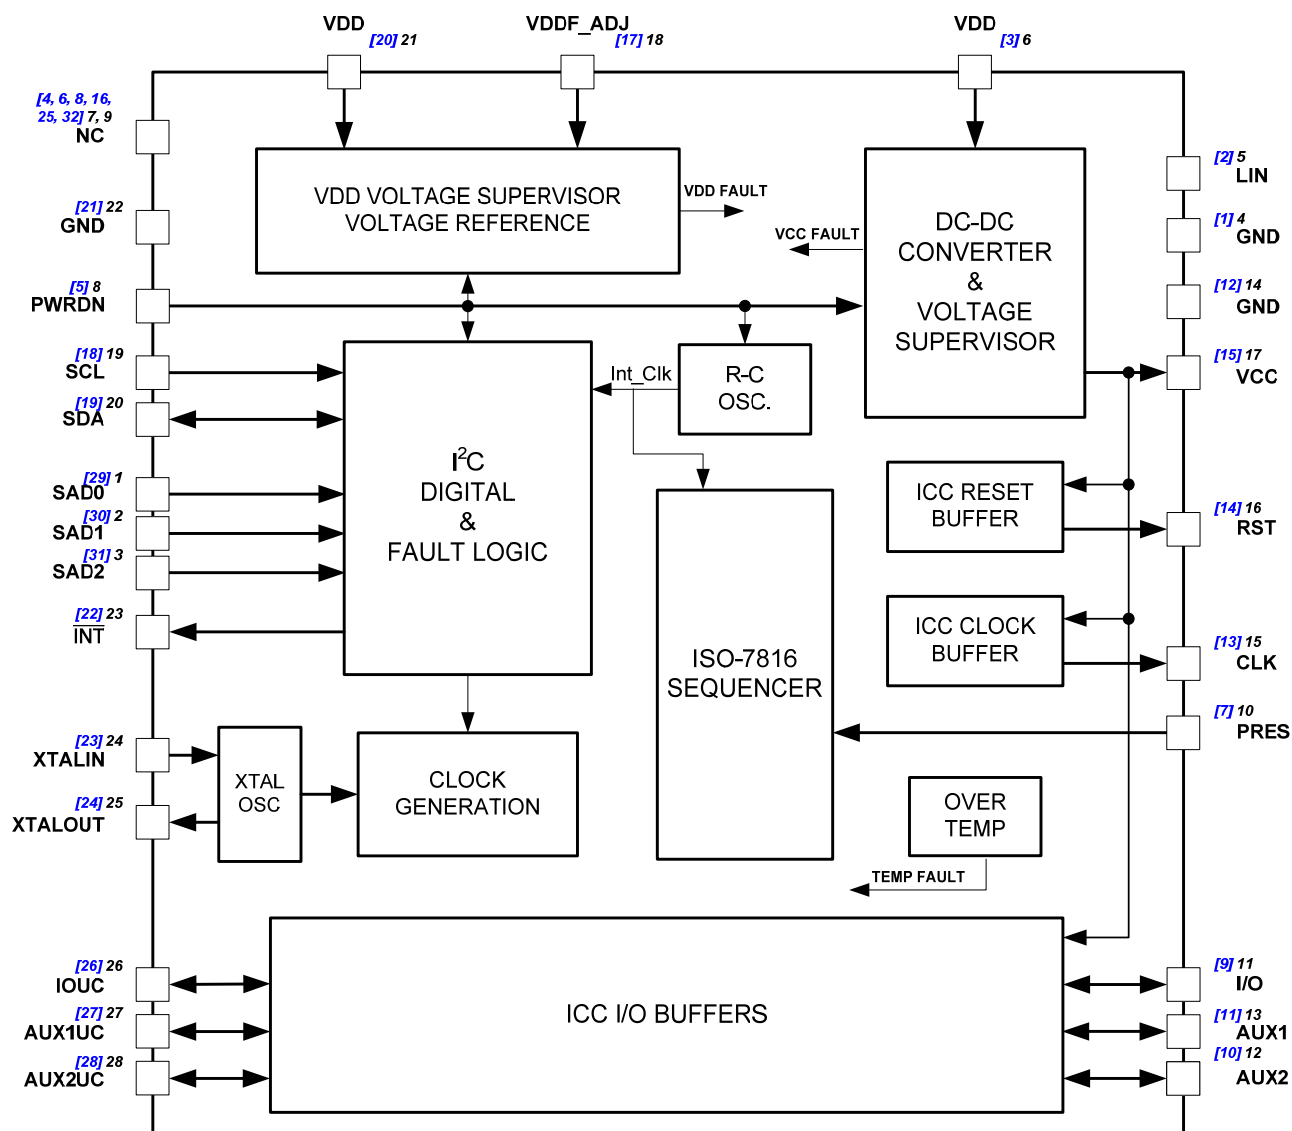 VDD
[20] 21
VDDF_ADJ
[17] 18
VDD
[3] 6
[4, 6, 8, 16,
25, 32] 7, 9
NC
[21] 22
GND
[5] 8
PWRDN
[18] 19
SCL
[19] 20
SDA
[29] 1
SAD0
[30] 2
SAD1
[31] 3
SAD2
[22] 23
INT
[23] 24
XTALIN
[24] 25
XTALOUT
[26] 26
IOUC
[27] 27
AUX1UC
[28] 28
AUX2UC
VDD VOLTAGE SUPERVISOR
VOLTAGE REFERENCE
VDD FAULT
VCC FAULT
DC-DC
CONVERTER
&
VOLTAGE
SUPERVISOR
Int_Clk
R-C
OSC.
I²C
DIGITAL
&
FAULT LOGIC
ICC RESET
BUFFER
ICC CLOCK
BUFFER
ISO-7816
SEQUENCER
XTAL
OSC
CLOCK
GENERATION
OVER
TEMP
TEMP FAULT
ICC I/O BUFFERS
[2] 5
LIN
[1] 4
GND
[12] 14
GND
[15] 17
VCC
[14] 16
RST
[13] 15
CLK
[7] 10
PRES
[9] 11
I/O
[11] 13
AUX1
[10] 12
AUX2